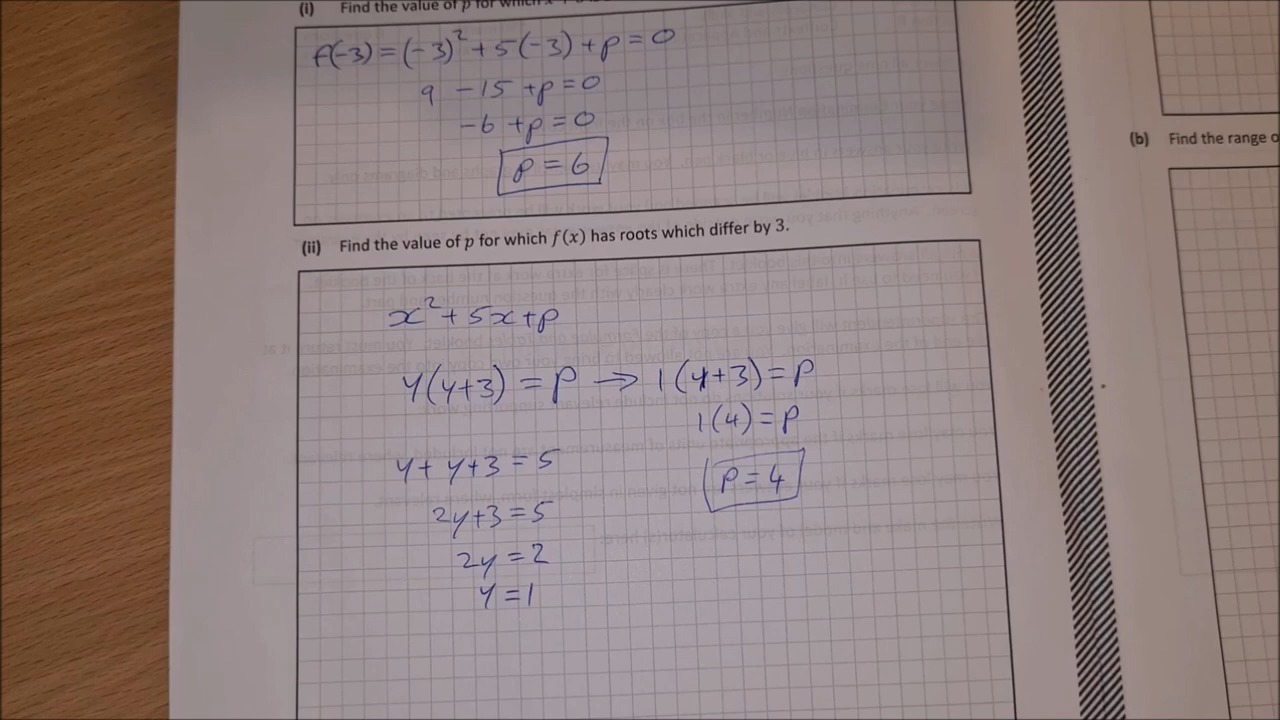 (i) Find the value of p for which x
f(-3) = (-3)² + 5(-3) + p = 0
9 - 15 + p = 0
-6 + p = 0
p = 6
(ii) Find the value of p for which f(x) has roots which differ by 3.
x² + 5x + p
y(y+3) = p → 1(y+3) = p
1(4) = p
y + y + 3 = 5
p = 4
2y + 3 = 5
2y = 2
y = 1
(b) Find the range o